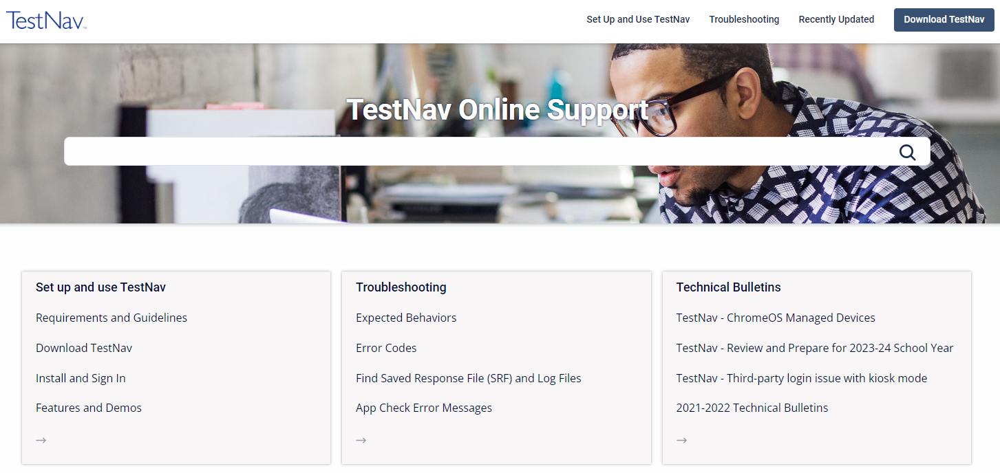 TestNav™
Set Up and Use TestNav
Troubleshooting
Recently Updated
Download TestNav
TestNav Online Support
Set up and use TestNav
Requirements and Guidelines
Download TestNav
Install and Sign In
Features and Demos
→
Troubleshooting
Expected Behaviors
Error Codes
Find Saved Response File (SRF) and Log Files
App Check Error Messages
→
Technical Bulletins
TestNav - ChromeOS Managed Devices
TestNav - Review and Prepare for 2023-24 School Year
TestNav - Third-party login issue with kiosk mode
2021-2022 Technical Bulletins
→